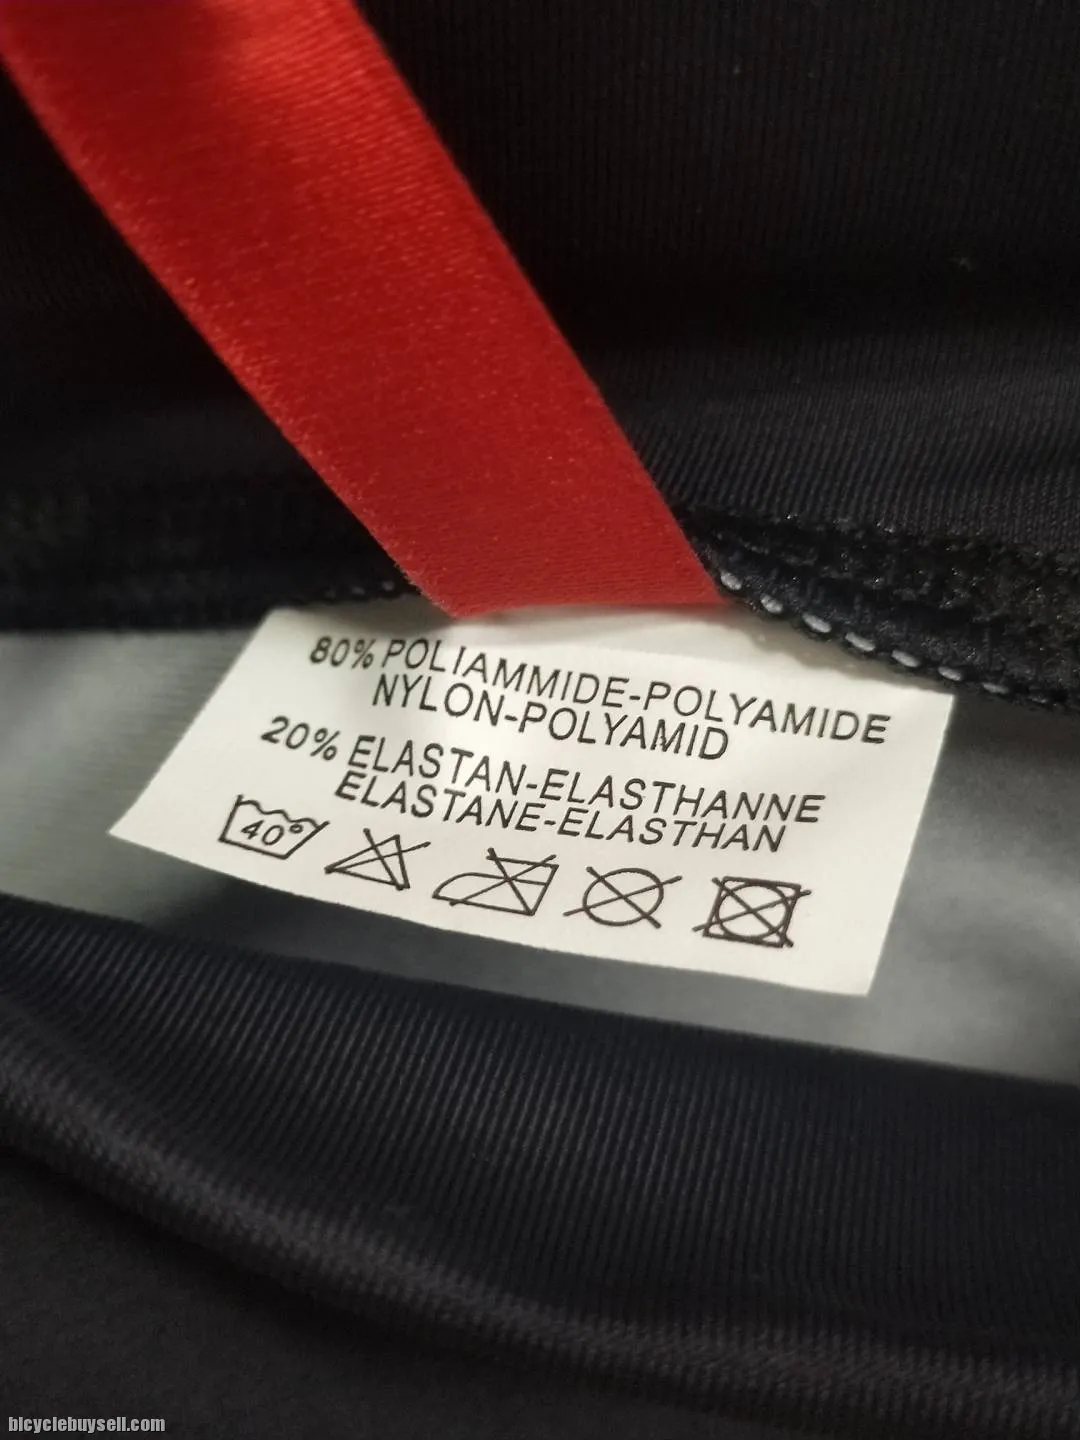 80% POLIAMMIDE-POLYAMIDE
NYLON-POLYAMID
20% ELASTAN-ELASTHANNE
ELASTANE-ELASTHAN
40°
bicyclebuysell.com